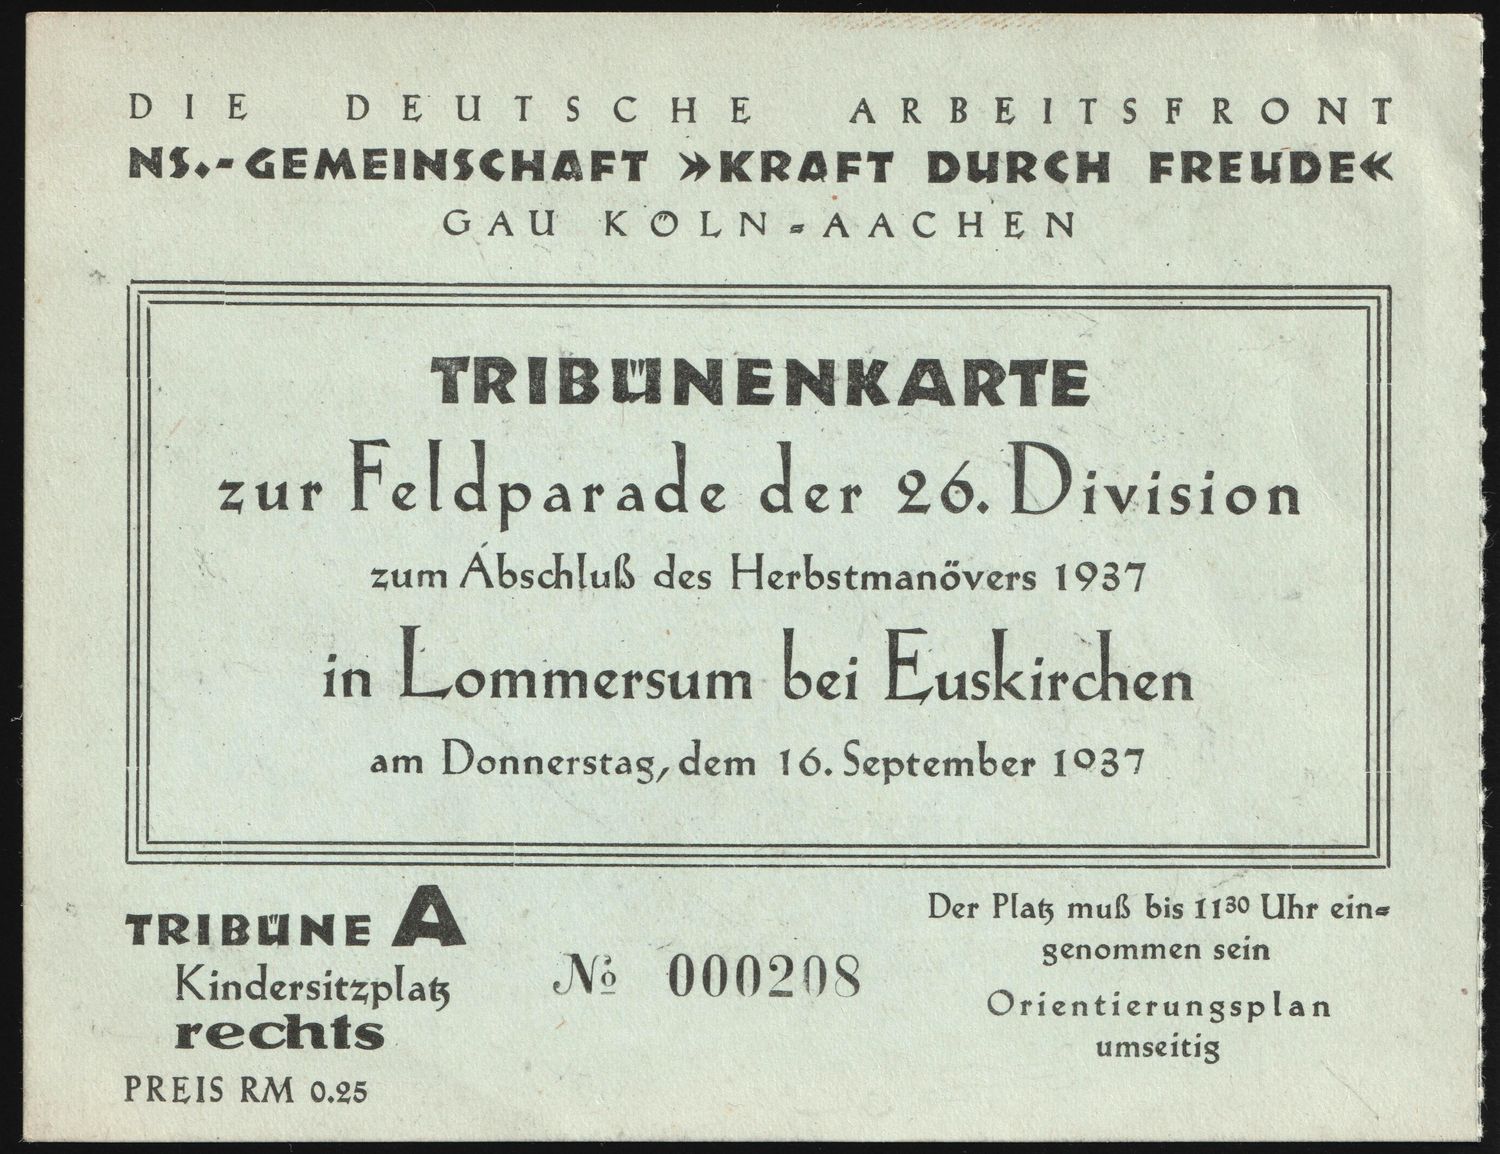 DIE DEUTSCHE ARBEITSFRONT
NS.-GEMEINSCHAFT »KRAFT DURCH FREUDE«
GAU KÖLN-AACHEN
TRIBÜNENKARTE
zur Feldparade der 26. Division
zum Abschluß des Herbstmanövers 1937
in Lommersum bei Euskirchen
am Donnerstag, dem 16. September 1937
TRIBÜNE A
Kindersitzplatz
rechts
PREIS RM 0.25
№ 000208
Der Platz muß bis 11³⁰ Uhr ein-
genommen sein
Orientierungsplan
umseitig